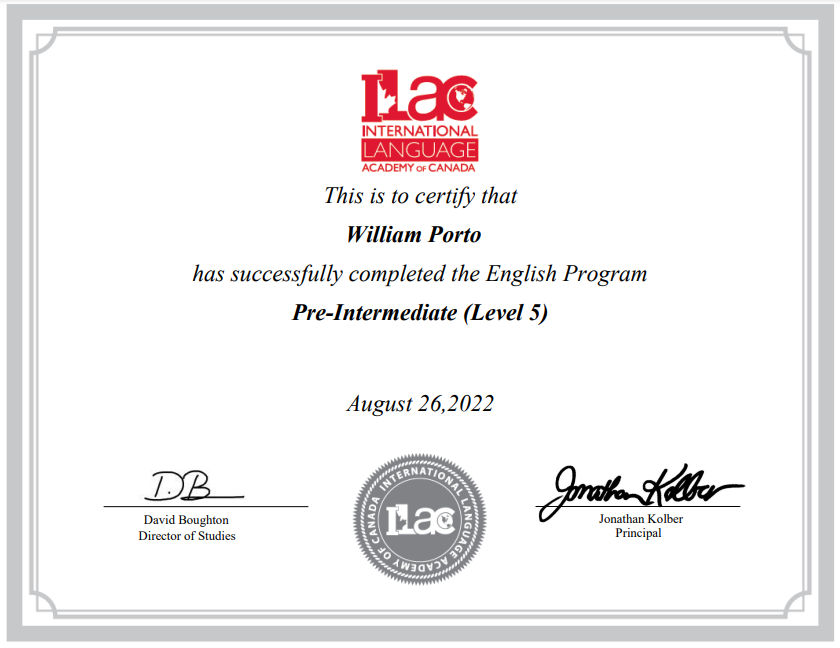 ILAC
INTERNATIONAL
LANGUAGE
ACADEMY OF CANADA
This is to certify that
William Porto
has successfully completed the English Program
Pre-Intermediate (Level 5)
August 26,2022
D.B
David Boughton
Director of Studies
INTERNATIONAL LANGUAGE ACADEMY OF CANADA
ILAC
Jonathan Kolber
Jonathan Kolber
Principal